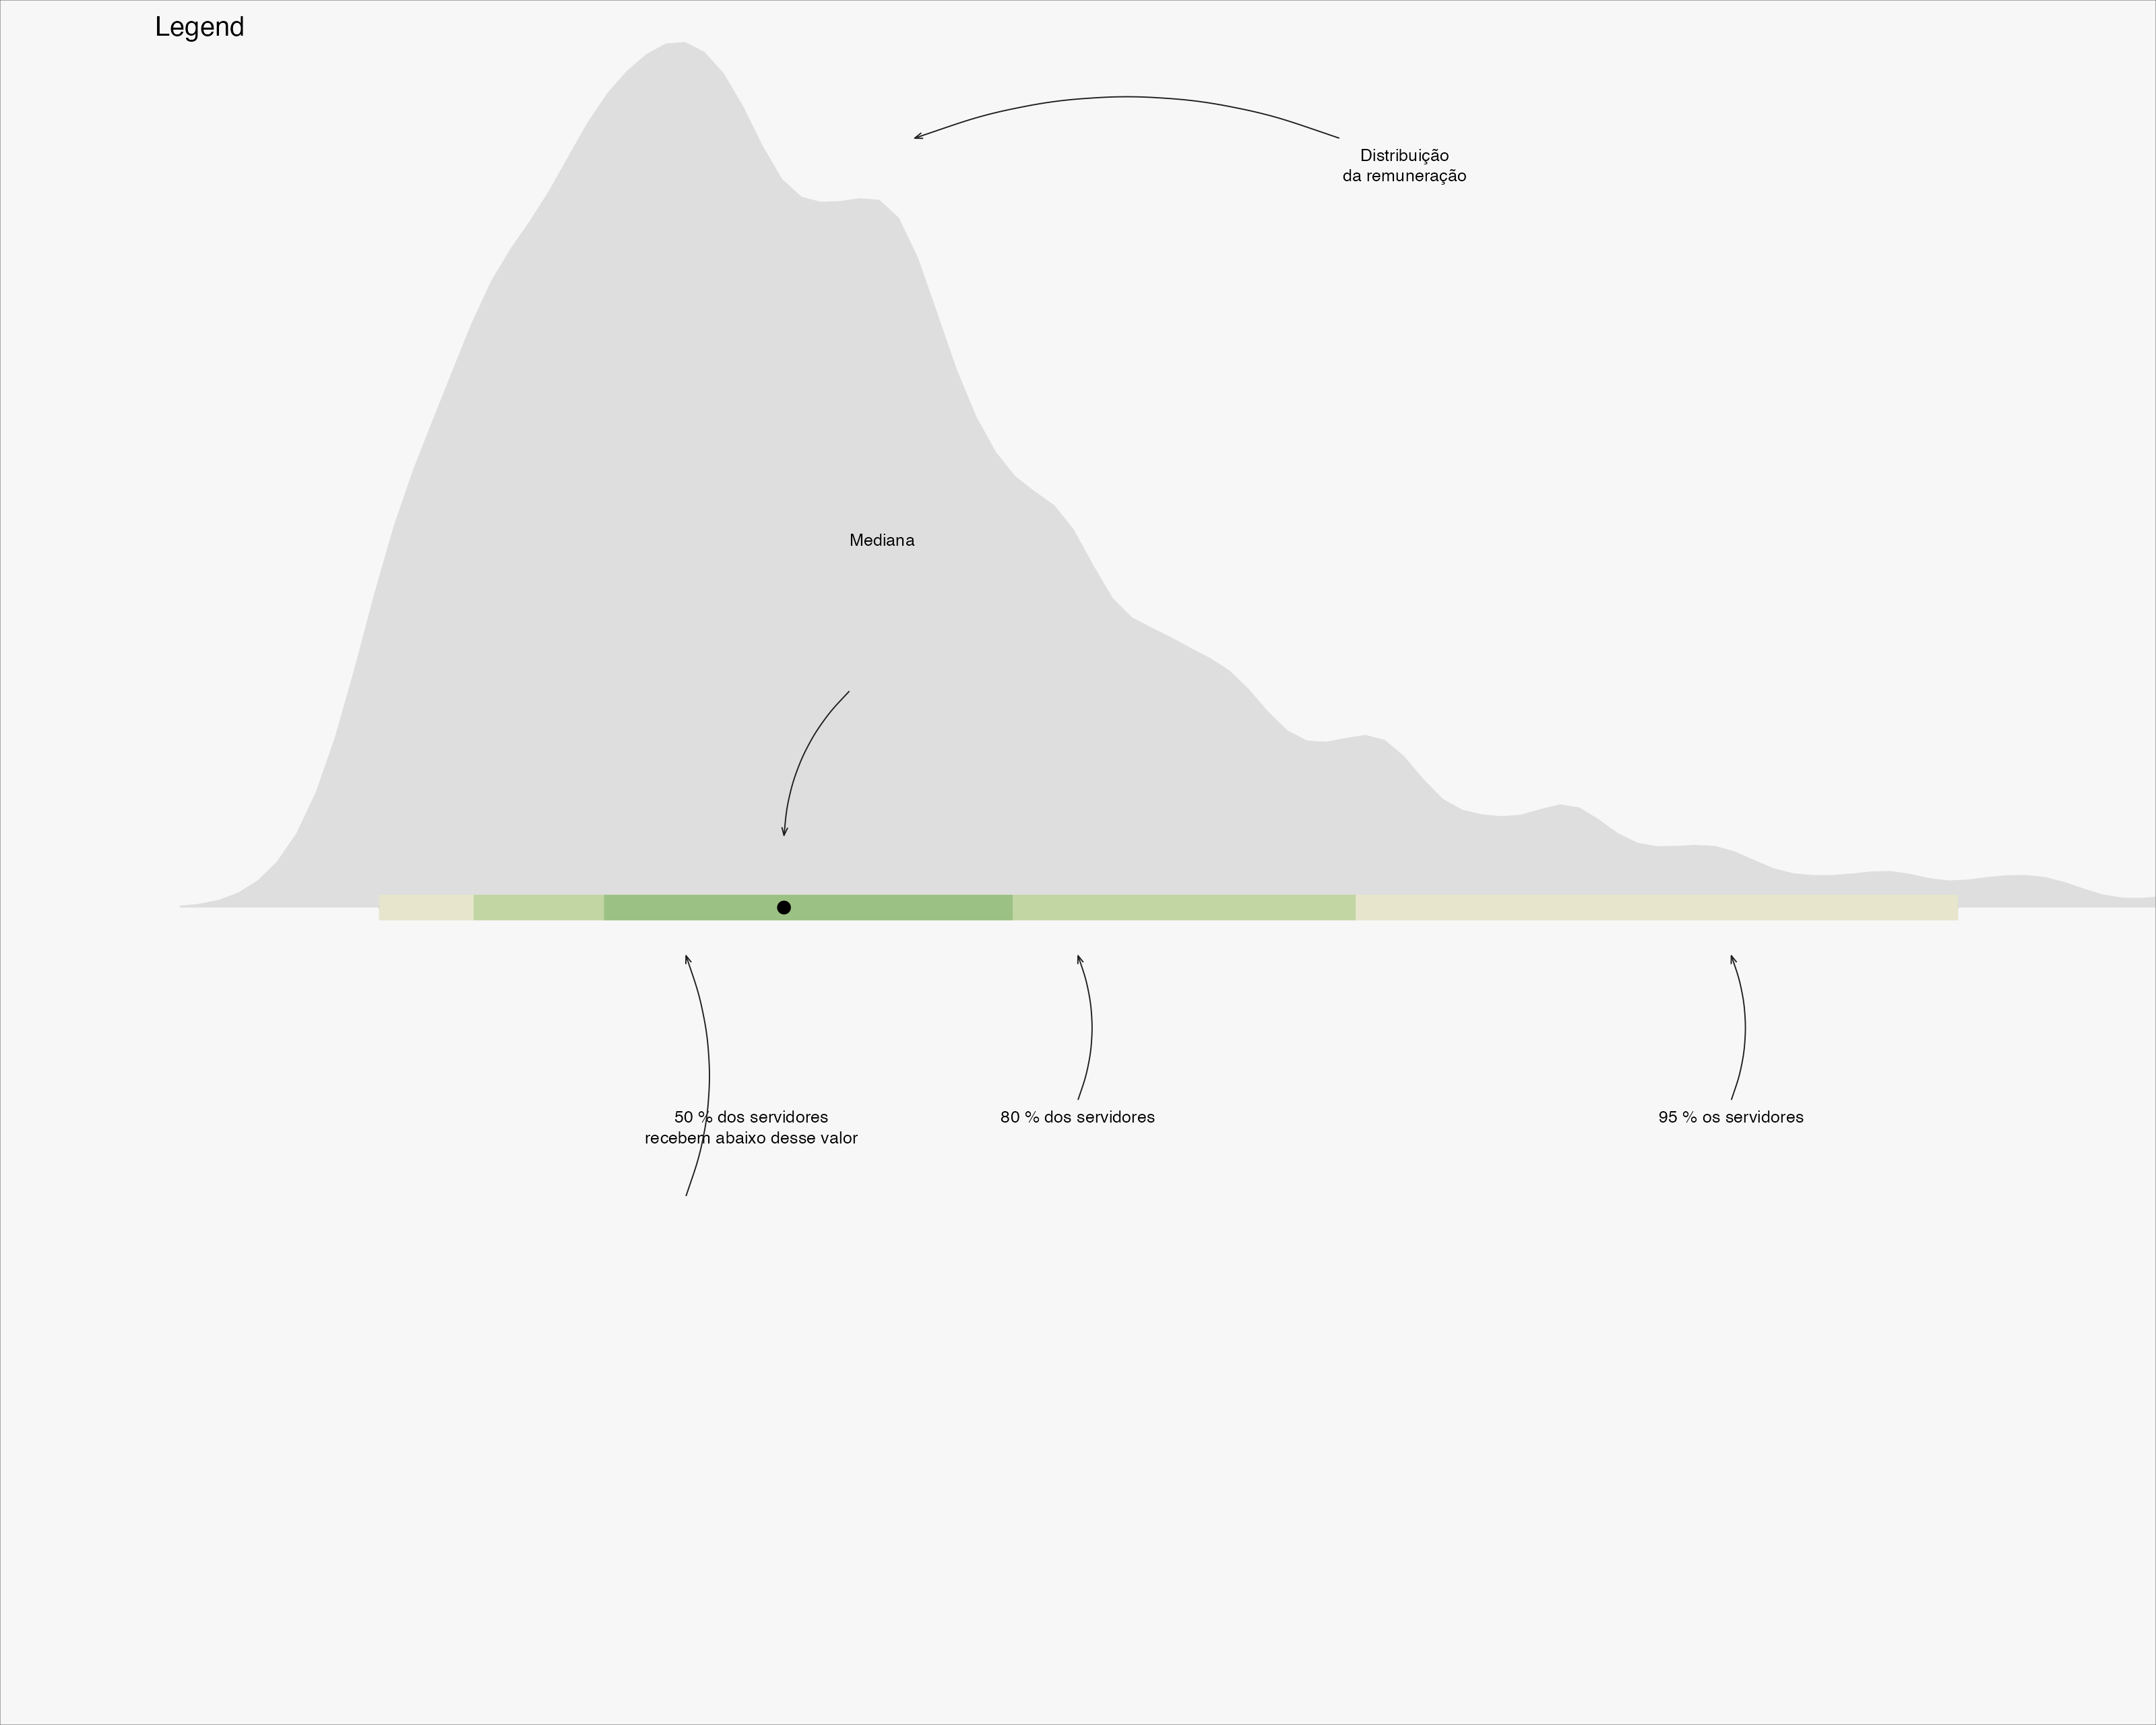 Legend
Distribuição
da remuneração
Mediana
50 % dos servidores
recebem abaixo desse valor
80 % dos servidores
95 % os servidores